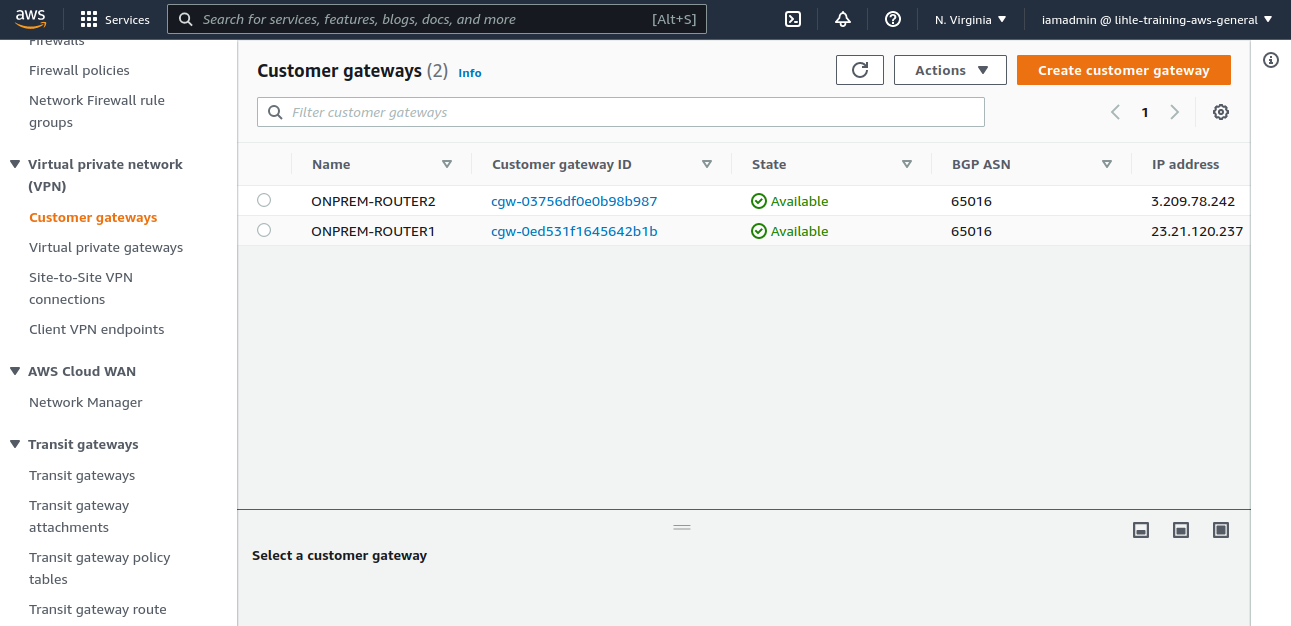 aws
Services
Search for services, features, blogs, docs, and more
[Alt+S]
N. Virginia
iamadmin @ lihle-training-aws-general
Firewalls
Firewall policies
Network Firewall rule
groups
Virtual private network
(VPN)
Customer gateways
Virtual private gateways
Site-to-Site VPN
connections
Client VPN endpoints
AWS Cloud WAN
Network Manager
Transit gateways
Transit gateways
Transit gateway
attachments
Transit gateway policy
tables
Transit gateway route
Customer gateways (2) Info
Actions
Create customer gateway
Filter customer gateways
1
Name Customer gateway ID State BGP ASN IP address
ONPREM-ROUTER2 cgw-03756df0e0b98b987 Available 65016 3.209.78.242
ONPREM-ROUTER1 cgw-0ed531f1645642b1b Available 65016 23.21.120.237
Select a customer gateway